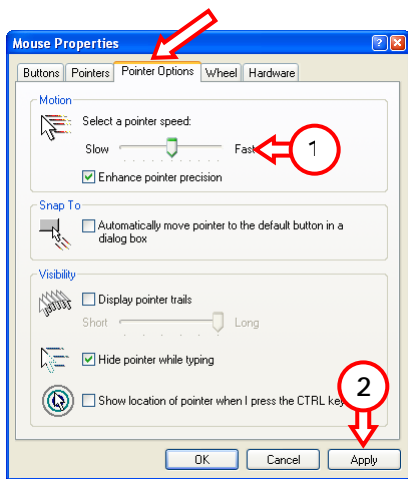 Mouse Properties
Buttons Pointers Pointer Options Wheel Hardware
Motion
Select a pointer speed:
Slow Fast
1
Enhance pointer precision
Snap To
Automatically move pointer to the default button in a
dialog box
Visibility
Display pointer trails
Short Long
Hide pointer while typing
2
Show location of pointer when I press the CTRL key
OK Cancel Apply